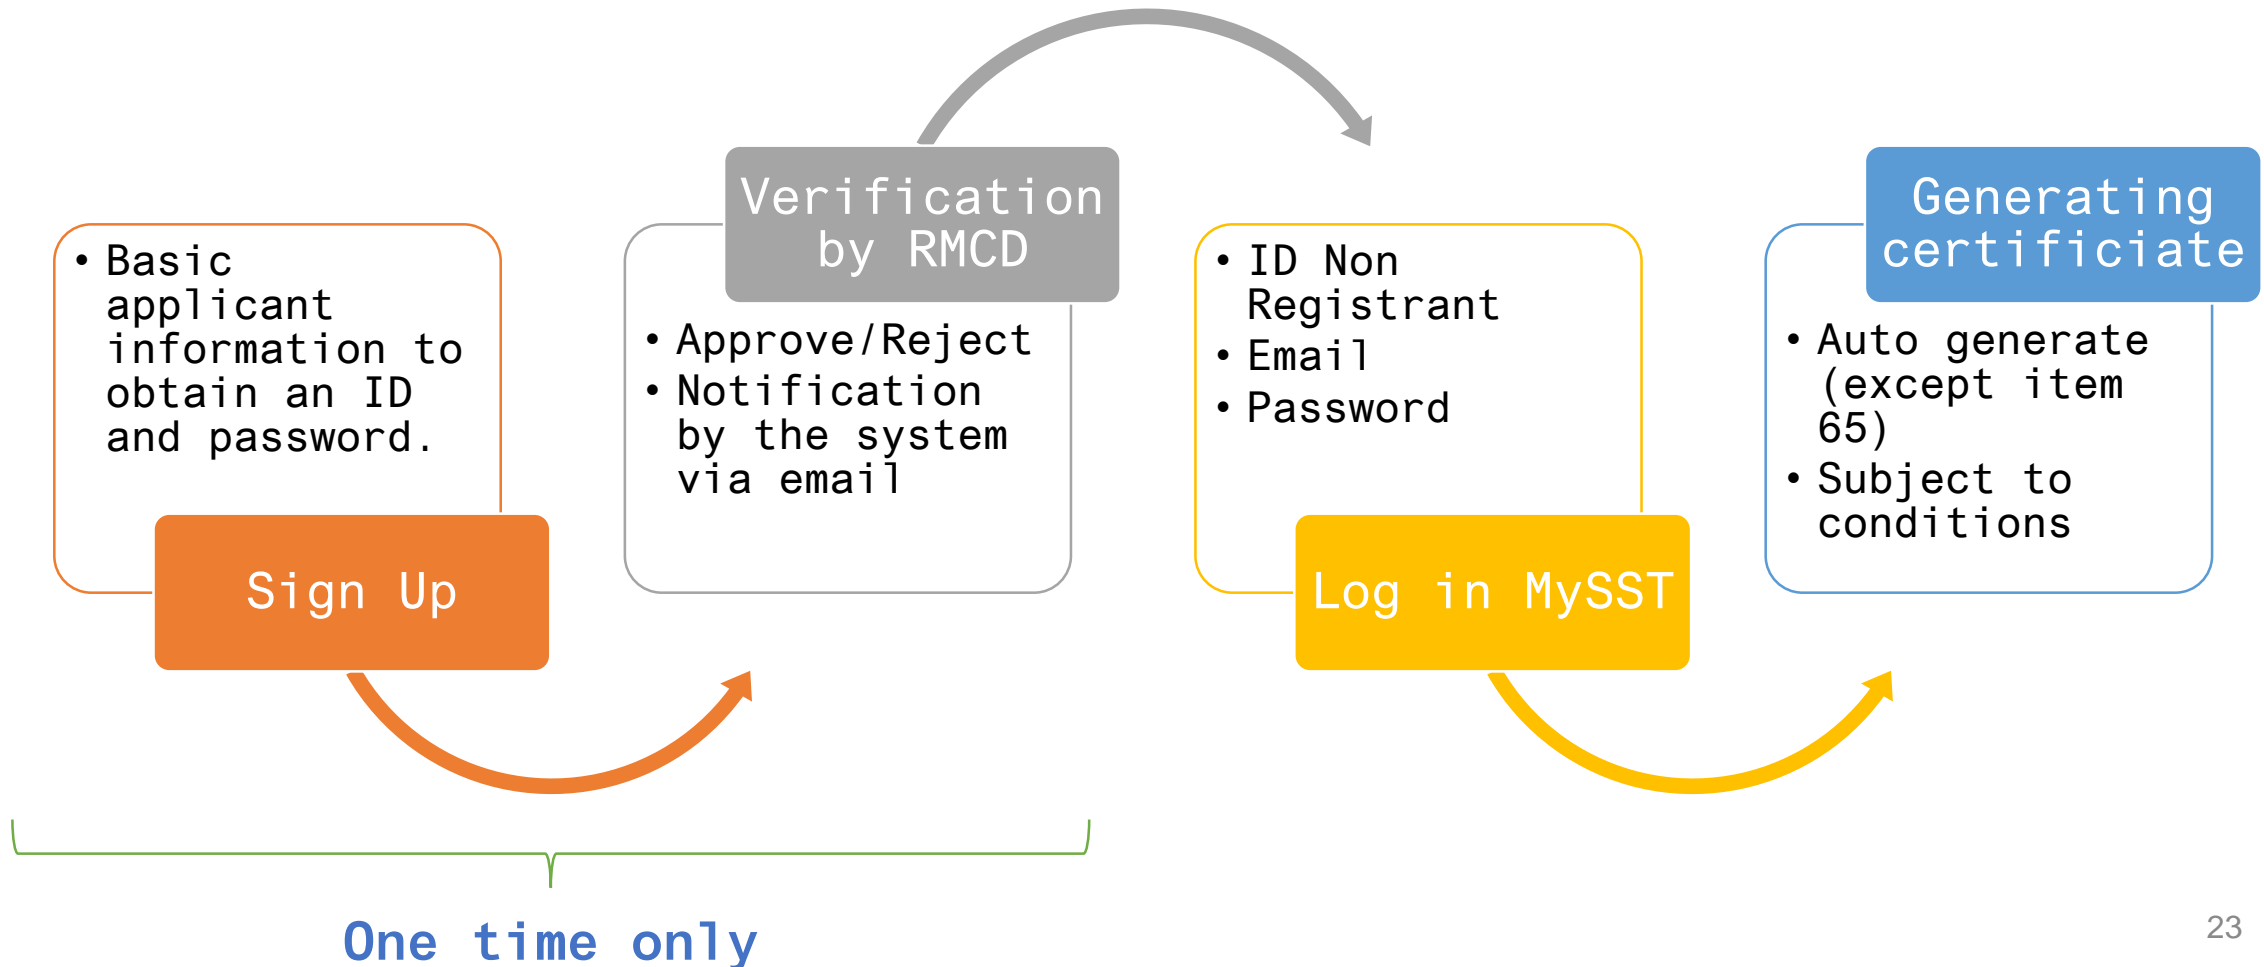 • Basic
applicant
information to
obtain an ID
and password.
Sign Up
Verification
by RMCD
• Approve/Reject
• Notification
by the system
via email
• ID Non
Registrant
• Email
• Password
Log in MySST
Generating
certificiate
• Auto generate
(except item
65)
• Subject to
conditions
One time only
23